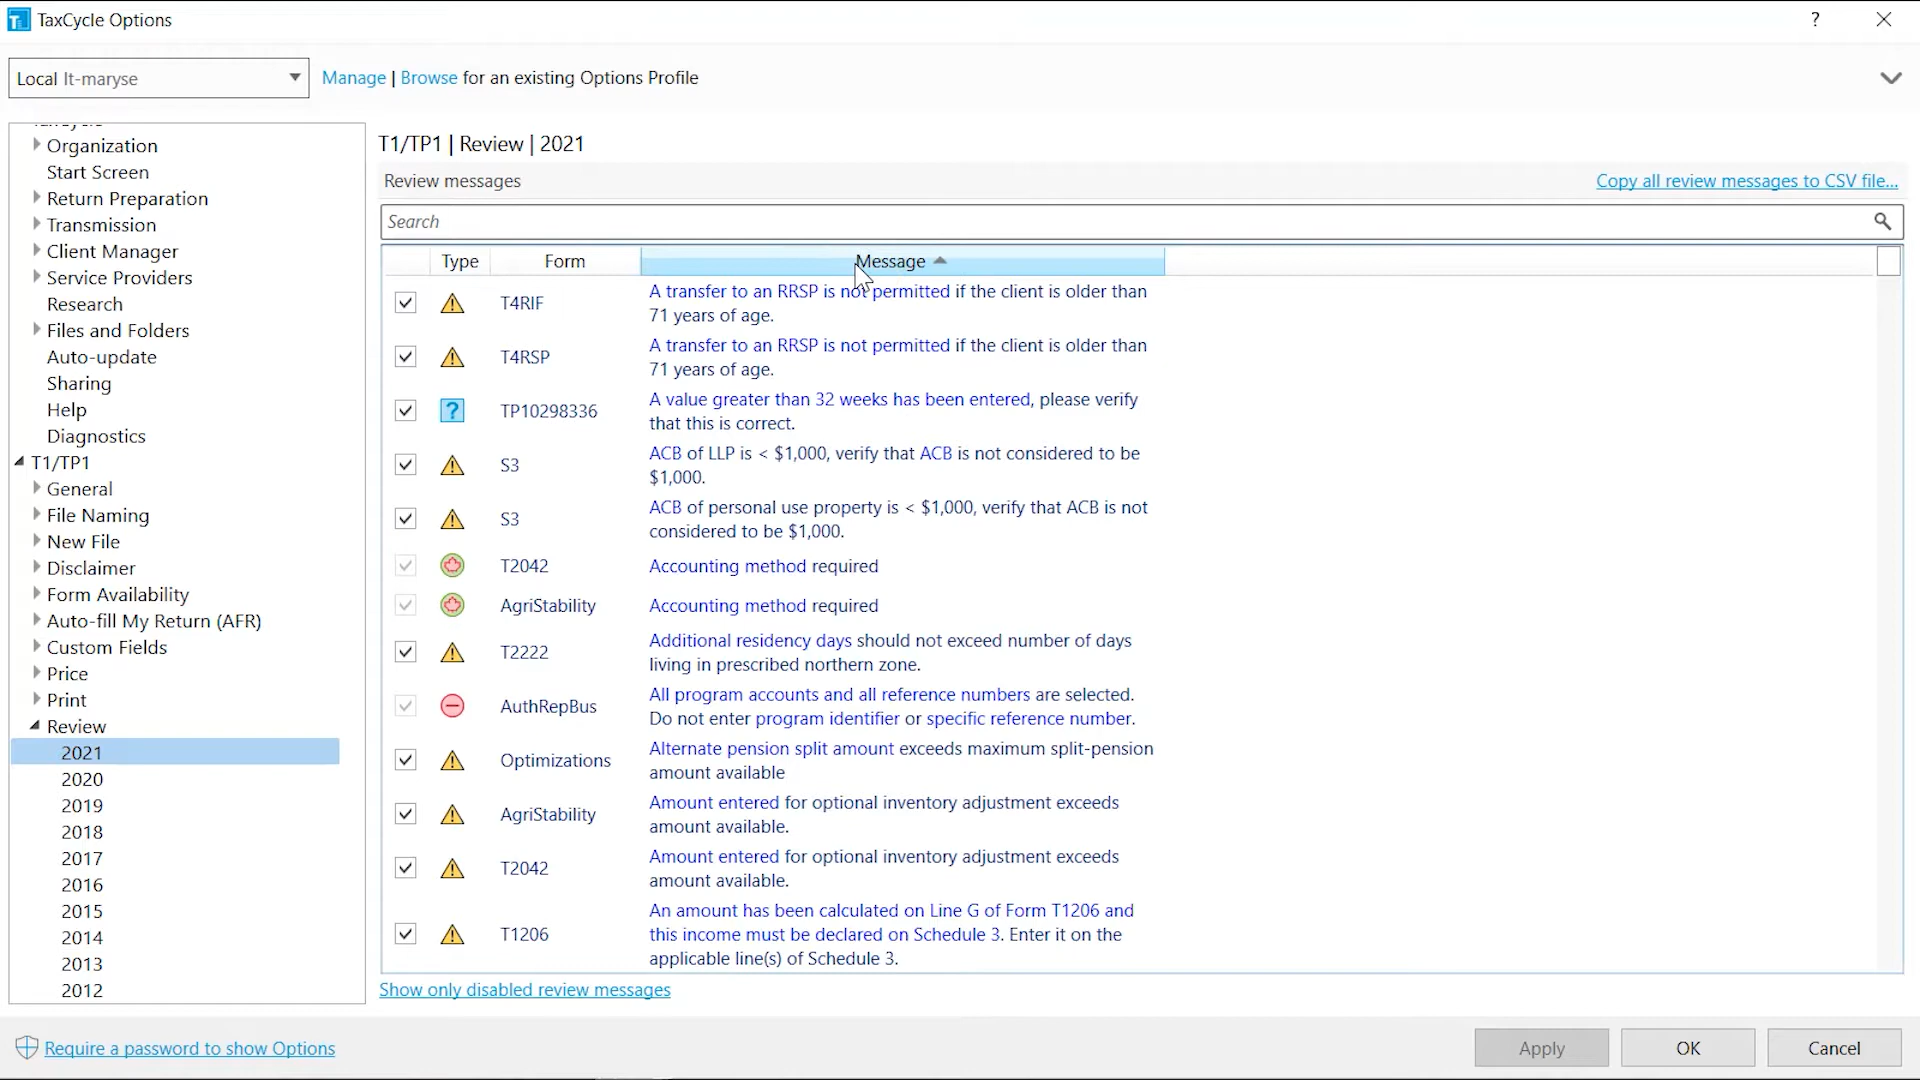 TaxCycle Options
?
Local lt-maryse
Manage | Browse for an existing Options Profile
Organization
Start Screen
Return Preparation
Transmission
Client Manager
Service Providers
Research
Files and Folders
Auto-update
Sharing
Help
Diagnostics
T1/TP1
General
File Naming
New File
Disclaimer
Form Availability
Auto-fill My Return (AFR)
Custom Fields
Price
Print
Review
2021
2020
2019
2018
2017
2016
2015
2014
2013
2012
T1/TP1 | Review | 2021
Review messages
Copy all review messages to CSV file...
Search
Type Form Message
T4RIF
A transfer to an RRSP is not permitted if the client is older than
71 years of age.
T4RSP
A transfer to an RRSP is not permitted if the client is older than
71 years of age.
? TP10298336
A value greater than 32 weeks has been entered, please verify
that this is correct.
S3
ACB of LLP is < $1,000, verify that ACB is not considered to be
$1,000.
S3
ACB of personal use property is < $1,000, verify that ACB is not
considered to be $1,000.
T2042 Accounting method required
AgriStability Accounting method required
T2222
Additional residency days should not exceed number of days
living in prescribed northern zone.
AuthRepBus
All program accounts and all reference numbers are selected.
Do not enter program identifier or specific reference number.
Optimizations
Alternate pension split amount exceeds maximum split-pension
amount available
AgriStability
Amount entered for optional inventory adjustment exceeds
amount available.
T2042
Amount entered for optional inventory adjustment exceeds
amount available.
T1206
An amount has been calculated on Line G of Form T1206 and
this income must be declared on Schedule 3. Enter it on the
applicable line(s) of Schedule 3.
Show only disabled review messages
Require a password to show Options
Apply OK Cancel